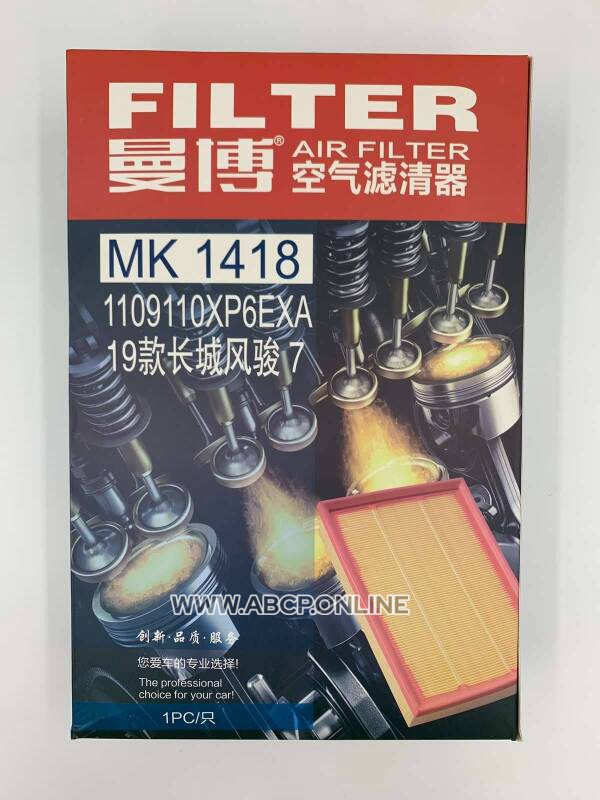 FILTER
曼博® AIR FILTER
空气滤清器
MK 1418
1109110XP6EXA
19款长城风骏 7
WWW.ABCP.ONLINE
创新·品质·服务
您爱车的专业选择!
The professional
choice for your car!
1PC/只